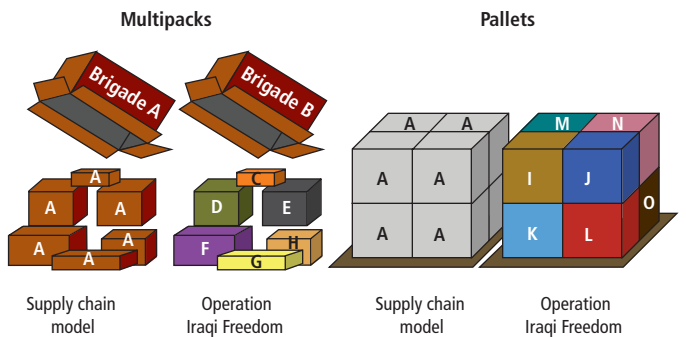 Multipacks
Pallets
Brigade A
Brigade B
A
A
A
A
A
A
C
D
E
F
H
G
A
A
A
A
A
A
M
N
I
J
O
K
L
Supply chain
model
Operation
Iraqi Freedom
Supply chain
model
Operation
Iraqi Freedom